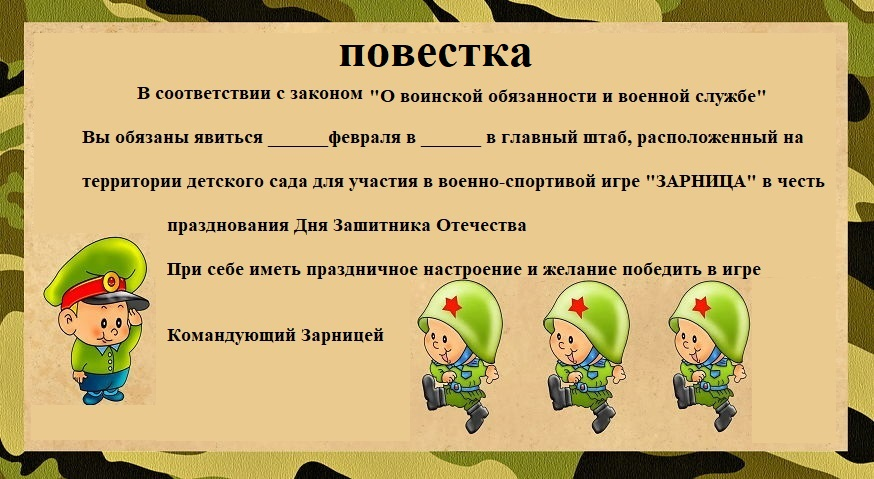 повестка
В соответствии с законом "О воинской обязанности и военной службе"
Вы обязаны явиться ______февраля в ______ в главный штаб, расположенный на
территории детского сада для участия в военно-спортивой игре "ЗАРНИЦА" в честь
празднования Дня Зашитника Отечества
При себе иметь праздничное настроение и желание победить в игре
Командующий Зарницей